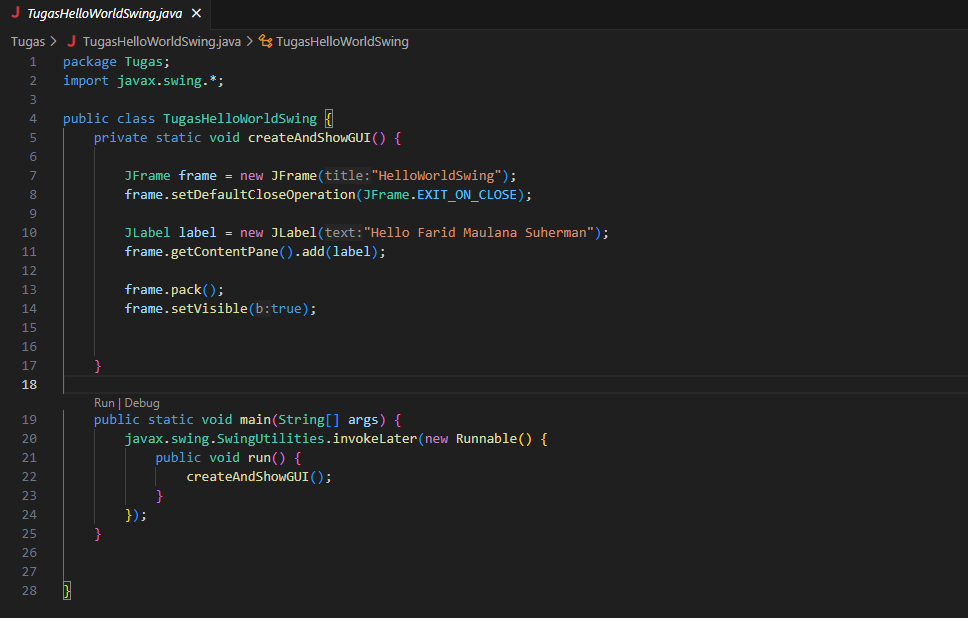 J TugasHelloWorldSwing.java ×
Tugas > J TugasHelloWorldSwing.java > TugasHelloWorldSwing
1 package Tugas;
2 import javax.swing.*;
3
4 public class TugasHelloWorldSwing {
5 private static void createAndShowGUI() {
6
7 JFrame frame = new JFrame(title:"HelloWorldSwing");
8 frame.setDefaultCloseOperation(JFrame.EXIT_ON_CLOSE);
9
10 JLabel label = new JLabel(text:"Hello Farid Maulana Suherman");
11 frame.getContentPane().add(label);
12
13 frame.pack();
14 frame.setVisible(b:true);
15
16
17 }
18
Run | Debug
19 public static void main(String[] args) {
20 javax.swing.SwingUtilities.invokeLater(new Runnable() {
21 public void run() {
22 createAndShowGUI();
23 }
24 });
25 }
26
27
28 }